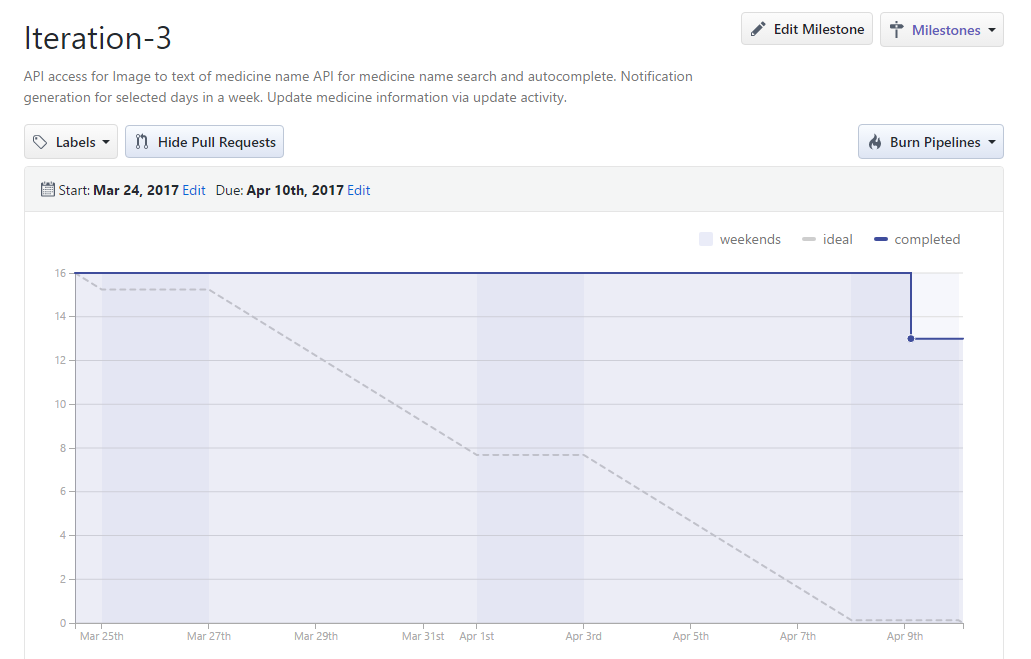 Iteration-3
Edit Milestone
Milestones
API access for Image to text of medicine name API for medicine name search and autocomplete. Notification
generation for selected days in a week. Update medicine information via update activity.
Labels
Hide Pull Requests
Burn Pipelines
Start: Mar 24, 2017 Edit Due: Apr 10th, 2017 Edit
weekends ideal completed
16
14
12
10
8
6
4
2
0
Mar 25th Mar 27th Mar 29th Mar 31st Apr 1st Apr 3rd Apr 5th Apr 7th Apr 9th